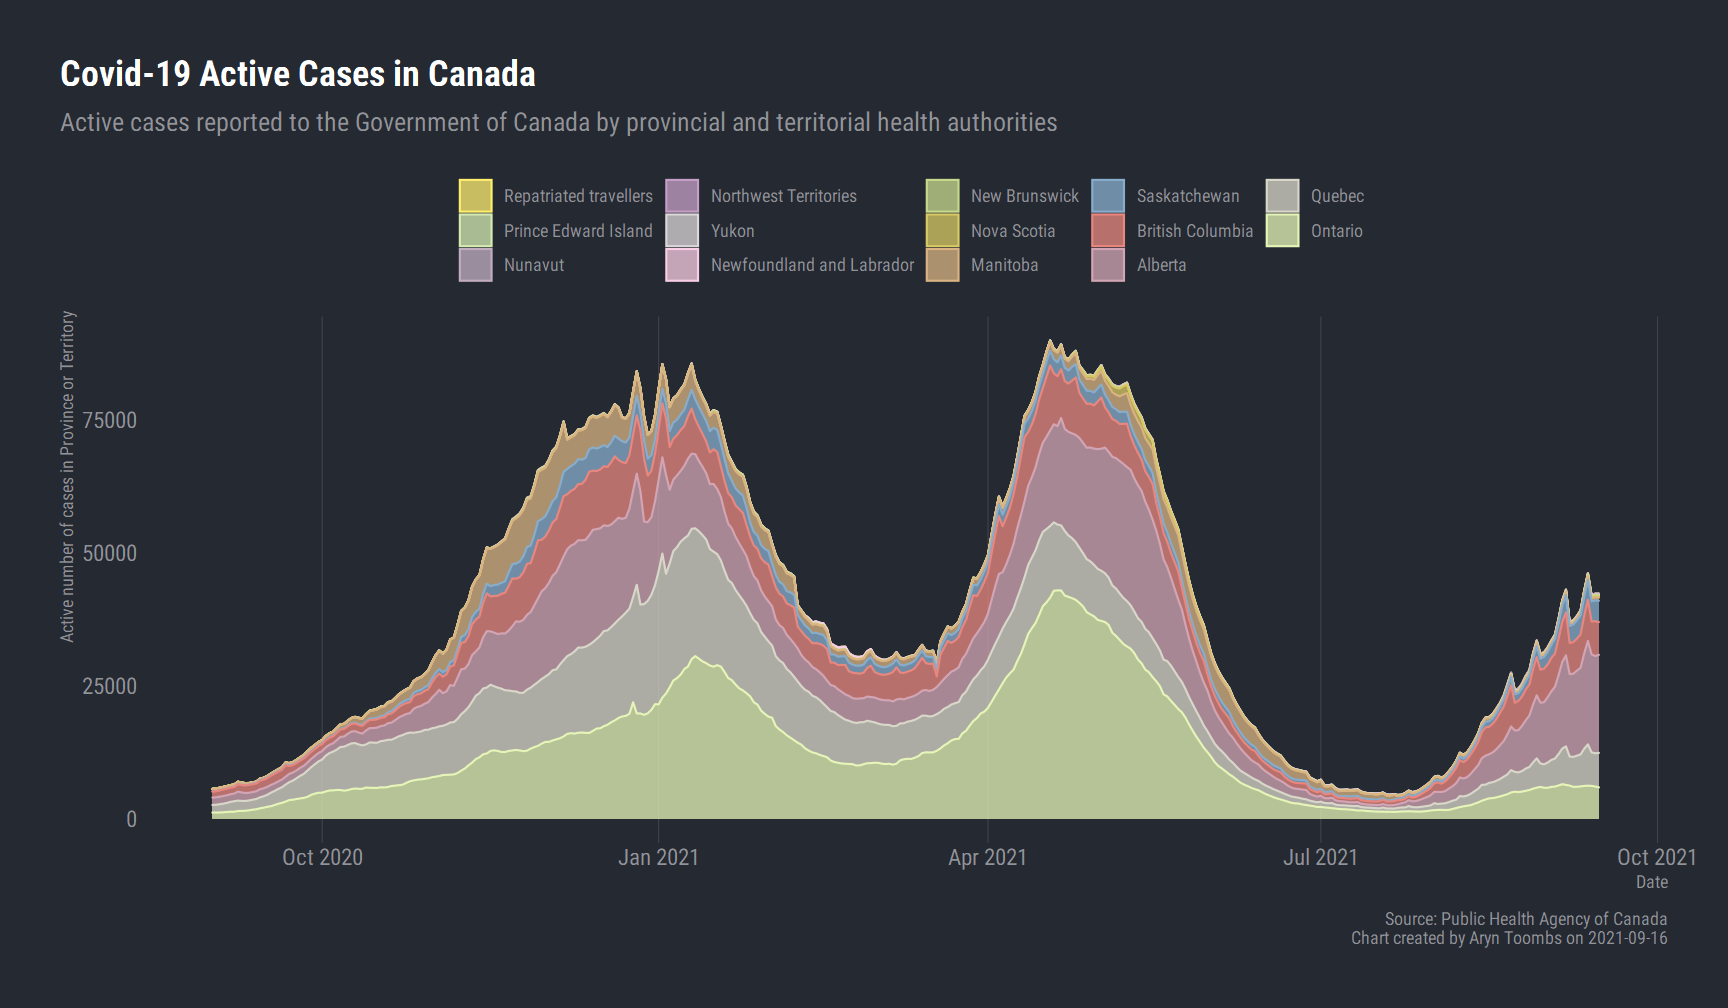 Covid-19 Active Cases in Canada
Active cases reported to the Government of Canada by provincial and territorial health authorities
Repatriated travellers
Northwest Territories
New Brunswick
Saskatchewan
Quebec
Prince Edward Island
Yukon
Nova Scotia
British Columbia
Ontario
Nunavut
Newfoundland and Labrador
Manitoba
Alberta
Active number of cases in Province or Territory
75000
50000
25000
0
Oct 2020
Jan 2021
Apr 2021
Jul 2021
Oct 2021
Date
Source: Public Health Agency of Canada
Chart created by Aryn Toombs on 2021-09-16